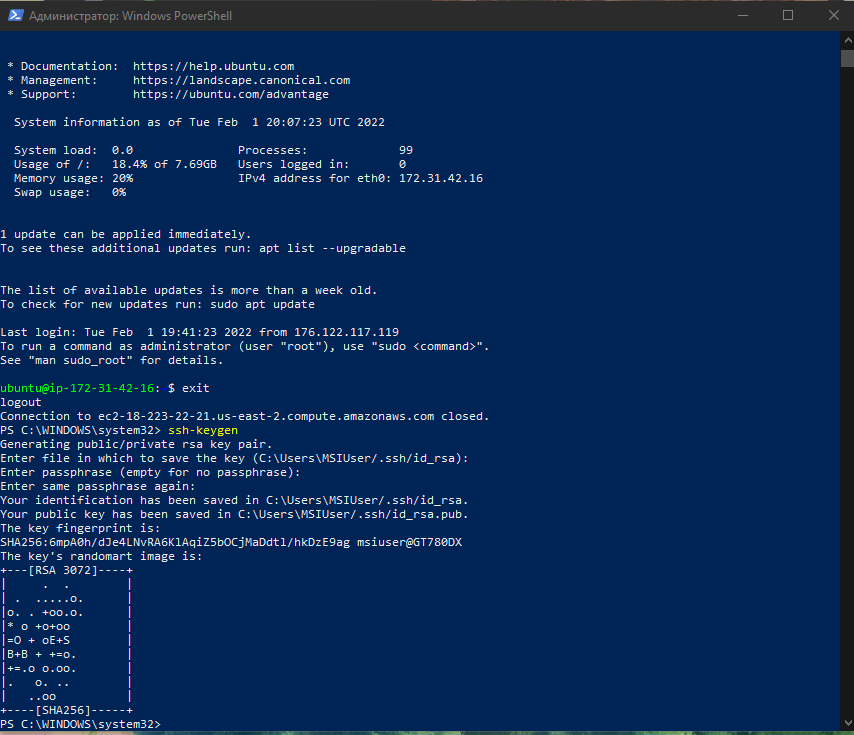 Администратор: Windows PowerShell
 * Documentation:  https://help.ubuntu.com
 * Management:     https://landscape.canonical.com
 * Support:        https://ubuntu.com/advantage
  System information as of Tue Feb  1 20:07:23 UTC 2022
  System load:  0.0               Processes:             99
  Usage of /:   18.4% of 7.69GB   Users logged in:       0
  Memory usage: 20%               IPv4 address for eth0: 172.31.42.16
  Swap usage:   0%
1 update can be applied immediately.
To see these additional updates run: apt list --upgradable
The list of available updates is more than a week old.
To check for new updates run: sudo apt update
Last login: Tue Feb  1 19:41:23 2022 from 176.122.117.119
To run a command as administrator (user "root"), use "sudo <command>".
See "man sudo_root" for details.
ubuntu@ip-172-31-42-16: $ exit
logout
Connection to ec2-18-223-22-21.us-east-2.compute.amazonaws.com closed.
PS C:\WINDOWS\system32> ssh-keygen
Generating public/private rsa key pair.
Enter file in which to save the key (C:\Users\MSIUser/.ssh/id_rsa):
Enter passphrase (empty for no passphrase):
Enter same passphrase again:
Your identification has been saved in C:\Users\MSIUser/.ssh/id_rsa.
Your public key has been saved in C:\Users\MSIUser/.ssh/id_rsa.pub.
The key fingerprint is:
SHA256:6mpA0h/dJe4LNvRA6KlAqiZ5bOCjMaDdtl/hkDzE9ag msiuser@GT780DX
The key's randomart image is:
+---[RSA 3072]----+
|     .  .        |
| .  .....o.      |
|o. . +oo.o.      |
|* o +o+oo        |
|=O + oE+S        |
|B+B + +=o.       |
|+=.o o.oo.       |
|.   o. ..        |
|   ..oo          |
+----[SHA256]-----+
PS C:\WINDOWS\system32>